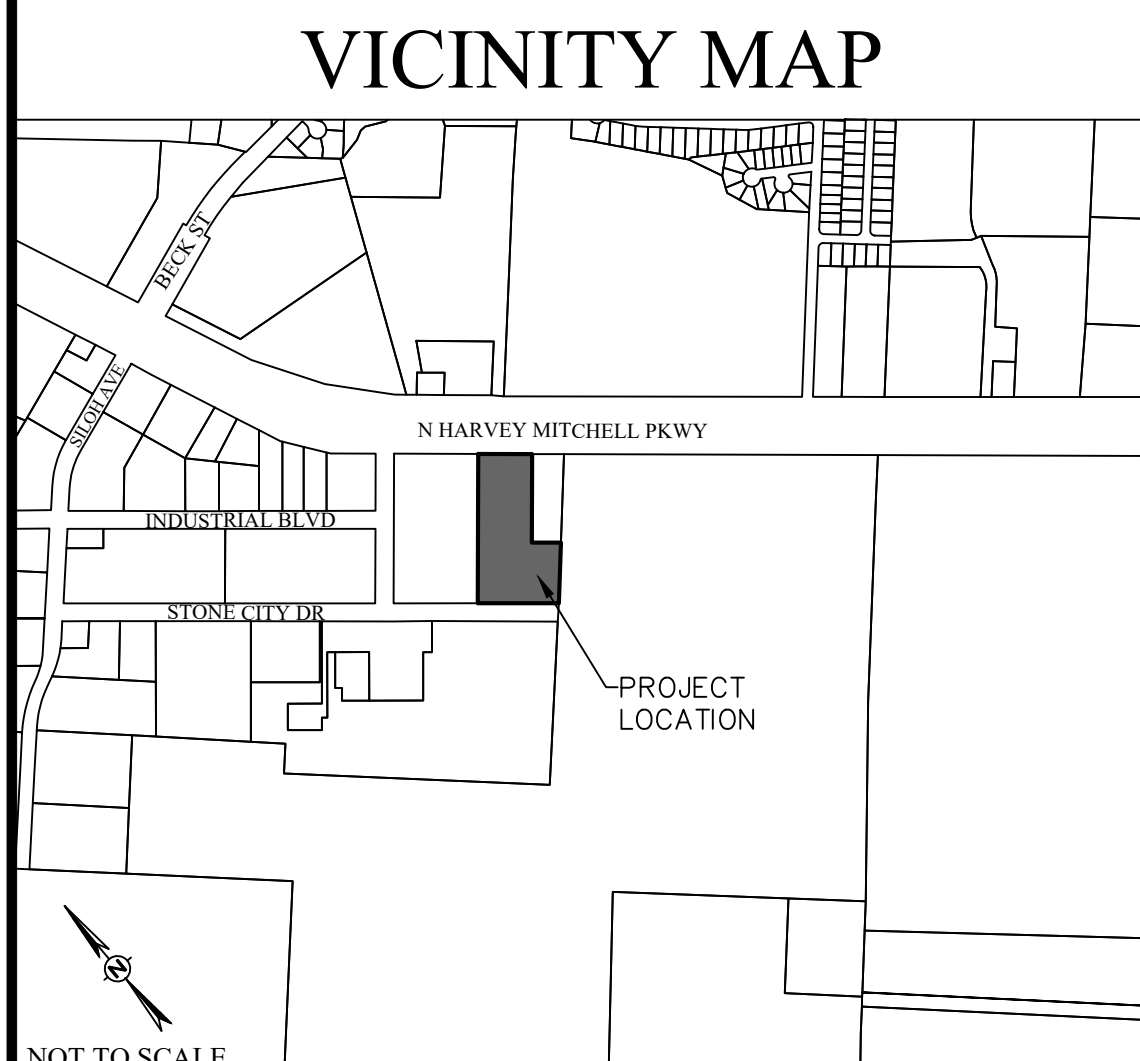 VICINITY MAP
BECK ST
SILOH AVE
N HARVEY MITCHELL PKWY
INDUSTRIAL BLVD
STONE CITY DR
PROJECT
LOCATION
N
NOT TO SCALE